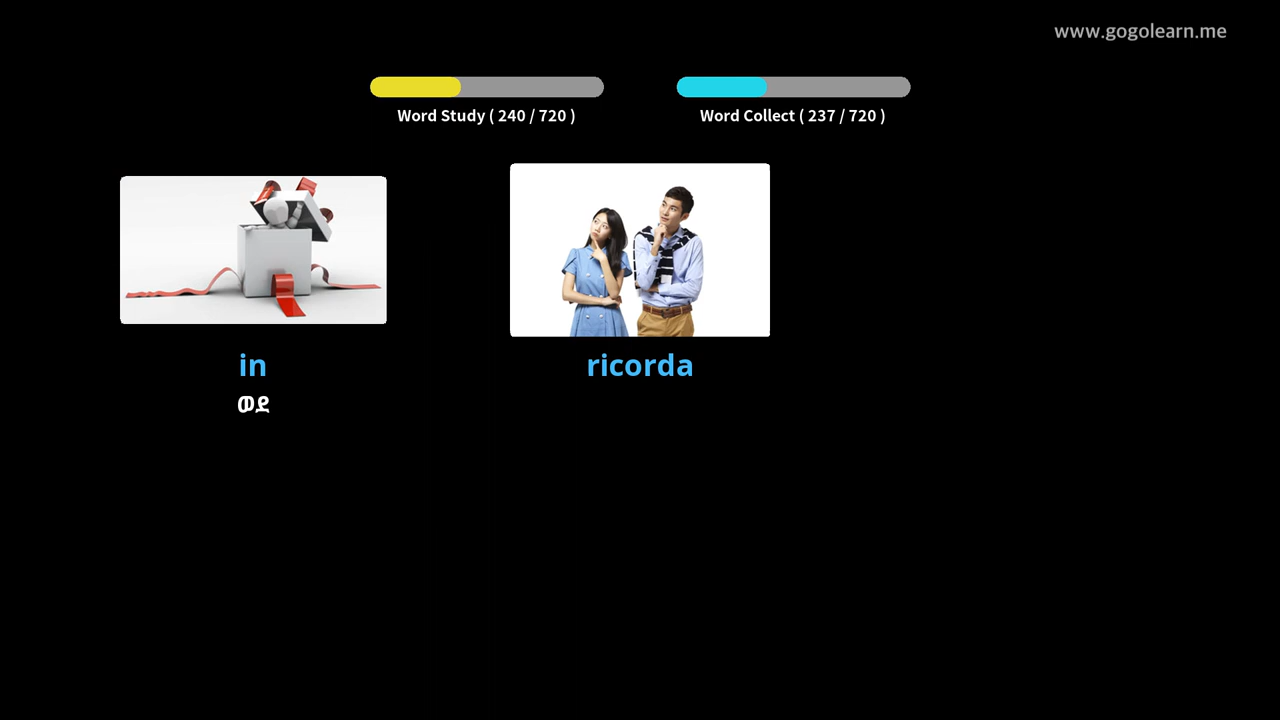 www.gogolearn.me
Word Study ( 240 / 720 )
Word Collect ( 237 / 720 )
in
ወደ
ricorda